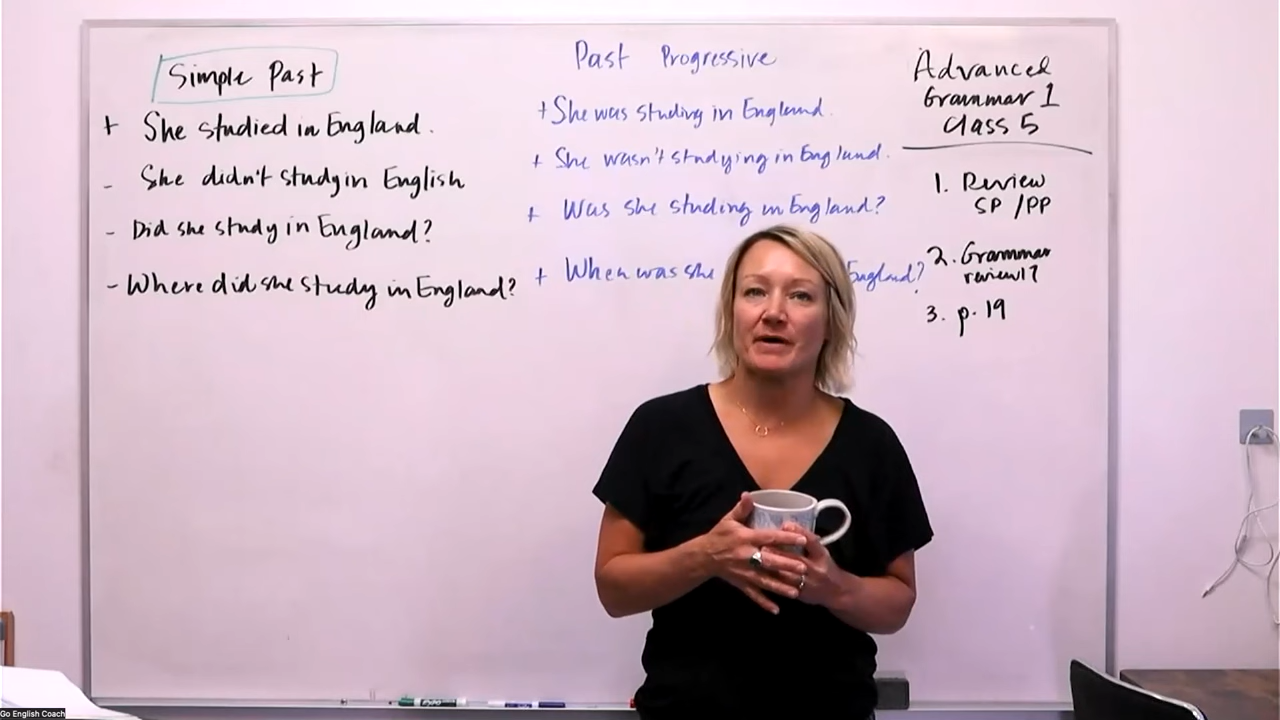 Simple Past
+ She studied in England.
- She didn't study in English
- Did she study in England?
- Where did she study in England?
Past Progressive
+ She was studing in England.
+ She wasn't studying in England.
+ Was she studing in England?
+ When was she England?
Advanced
Grammar 1
Class 5
1. Review
SP / PP
2. Grammar
review 17
3. p. 19
EXPO
Go English Coach